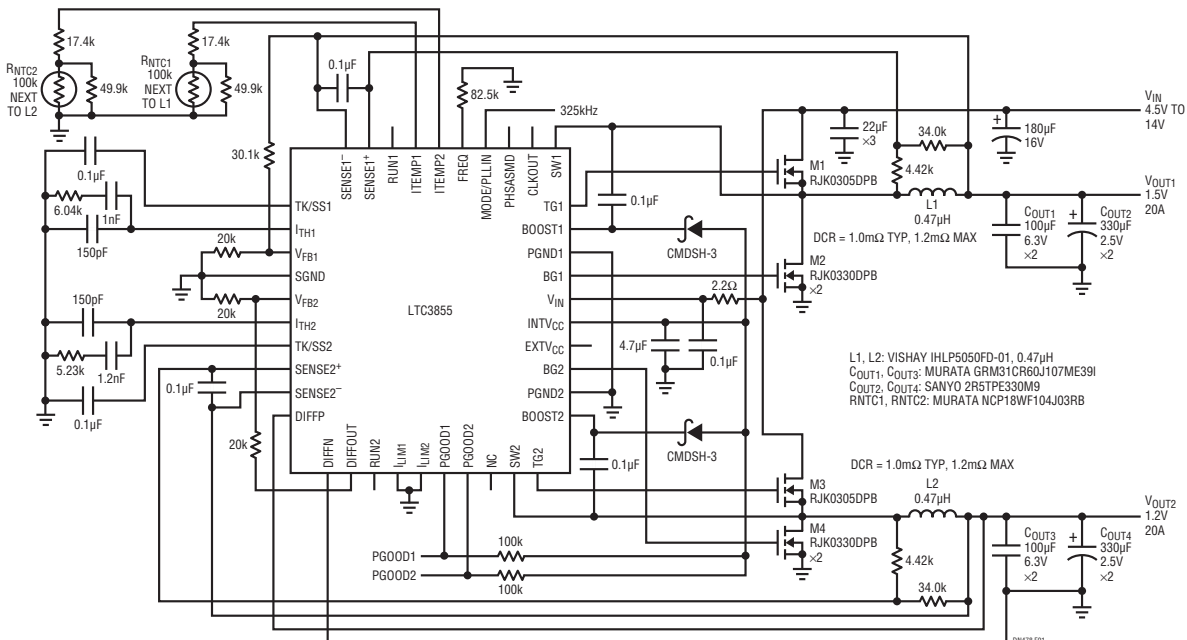 17.4k
17.4k
RNTC2
100k
NEXT
TO L2
49.9k
RNTC1
100k
NEXT
TO L1
49.9k
0.1µF
82.5k
325kHz
VIN
4.5V TO
14V
22µF
×3
34.0k
+
180µF
16V
4.42k
30.1k
SENSE1–
SENSE1+
RUN1
ITEMP1
ITEMP2
FREQ
MODE/PLLIN
PHSASMD
CLKOUT
SW1
M1
RJK0305DPB
0.1µF
6.04k
1nF
150pF
TK/SS1
ITH1
VFB1
SGND
VFB2
ITH2
TK/SS2
SENSE2+
SENSE2–
DIFFP
20k
20k
150pF
5.23k
1.2nF
0.1µF
0.1µF
20k
LTC3855
TG1
BOOST1
PGND1
BG1
VIN
INTVCC
EXTVCC
BG2
PGND2
BOOST2
0.1µF
CMDSH-3
L1
0.47µH
DCR = 1.0mΩ TYP, 1.2mΩ MAX
VOUT1
1.5V
20A
COUT1
100µF
6.3V
×2
+
COUT2
330µF
2.5V
×2
M2
RJK0330DPB
×2
2.2Ω
4.7µF
0.1µF
L1, L2: VISHAY IHLP5050FD-01, 0.47µH
COUT1, COUT3: MURATA GRM31CR60J107ME39l
COUT2, COUT4: SANYO 2R5TPE330M9
RNTC1, RNTC2: MURATA NCP18WF104J03RB
DIFFN
DIFFOUT
RUN2
ILIM1
ILIM2
PGOOD1
PGOOD2
NC
SW2
TG2
0.1µF
CMDSH-3
DCR = 1.0mΩ TYP, 1.2mΩ MAX
L2
0.47µH
M3
RJK0305DPB
VOUT2
1.2V
20A
M4
RJK0330DPB
×2
COUT3
100µF
6.3V
×2
+
COUT4
330µF
2.5V
×2
PGOOD1
100k
PGOOD2
100k
4.42k
34.0k